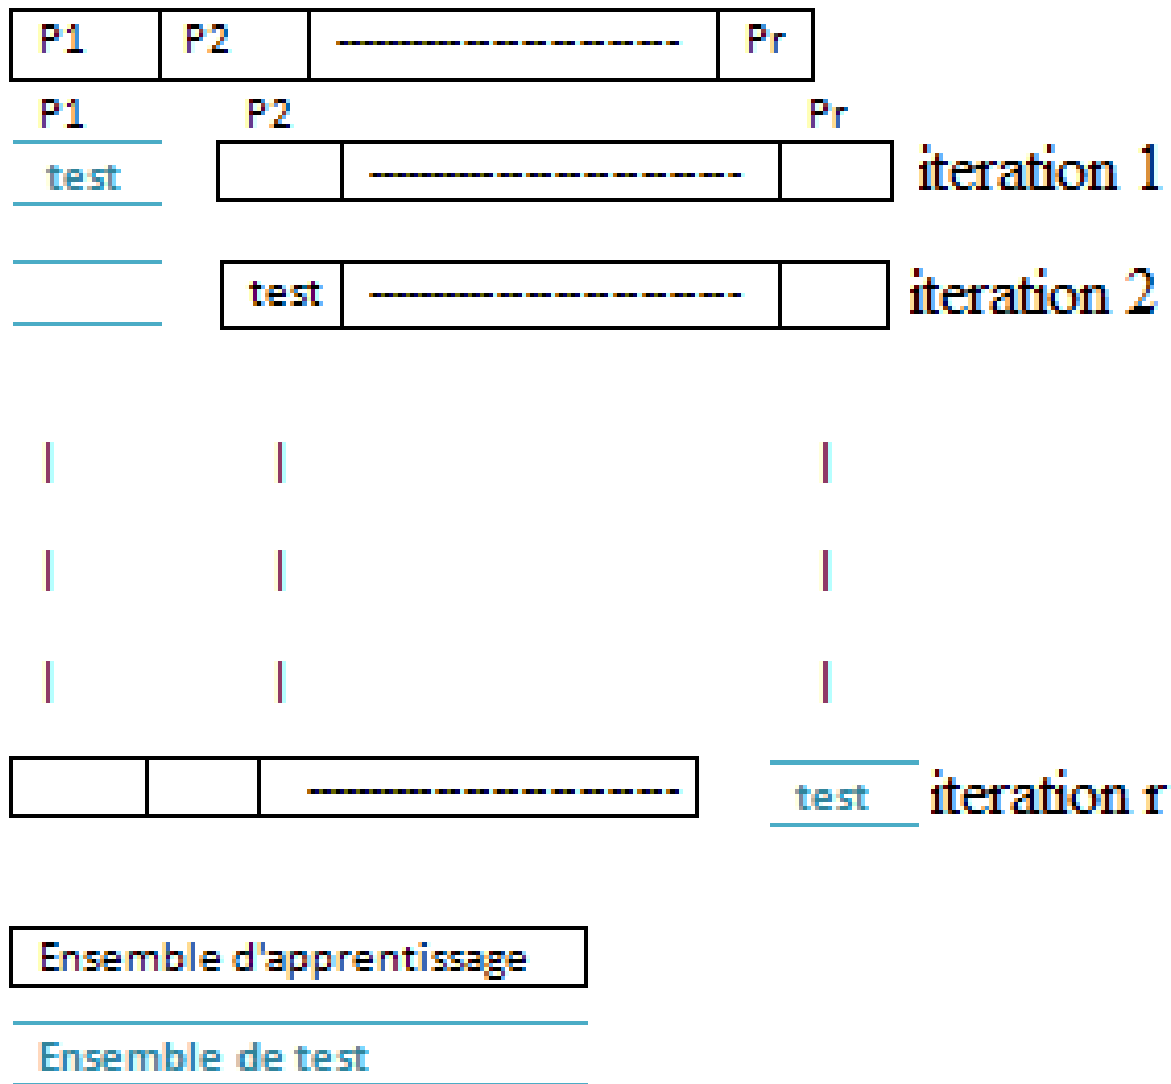 P1 P2 ---------------------- Pr
P1 P2 Pr
test ---------------------- iteration 1
test ---------------------- iteration 2
| | |
| | |
| | |
---------------------- test iteration r
Ensemble d'apprentissage
Ensemble de test